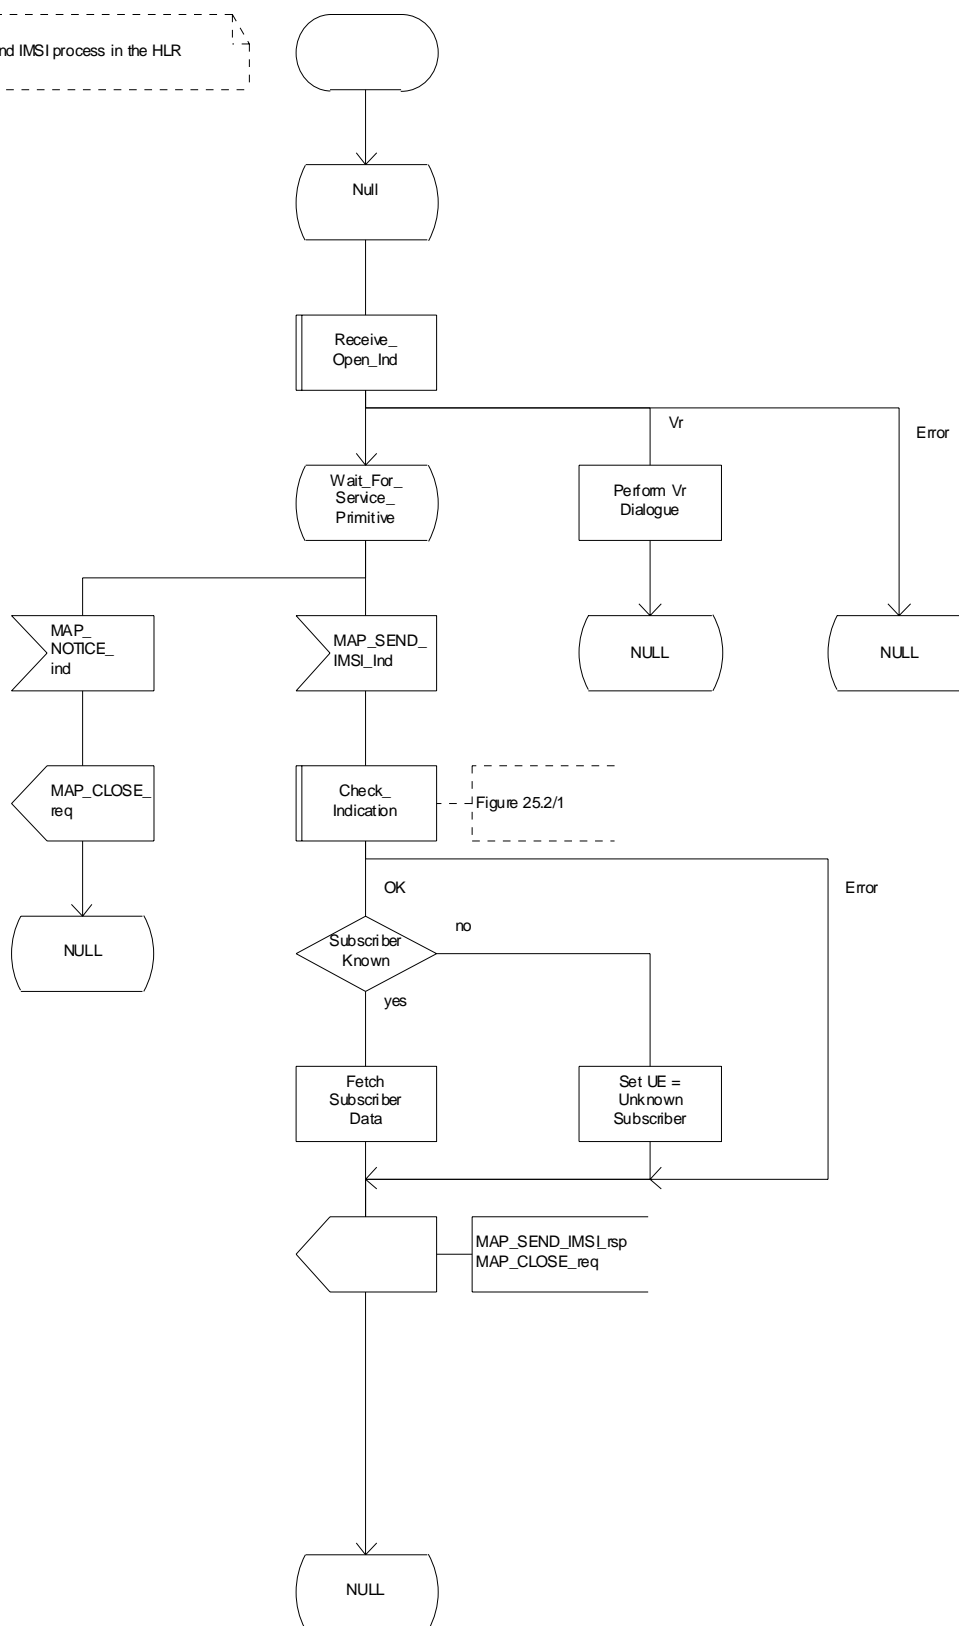 nd IMSI process in the HLR
Null
Receive_
Open_Ind
Vr
Error
Wait_For_
Service_
Primitive
Perform Vr
Dialogue
MAP_
NOTICE_
ind
MAP_SEND_
IMSI_Ind
NULL
NULL
MAP_CLOSE_
req
Check_
Indication
Figure 25.2/1
OK
Error
NULL
Subscriber
Known
no
yes
Fetch
Subscriber
Data
Set UE =
Unknown
Subscriber
MAP_SEND_IMSI_rsp
MAP_CLOSE_req
NULL